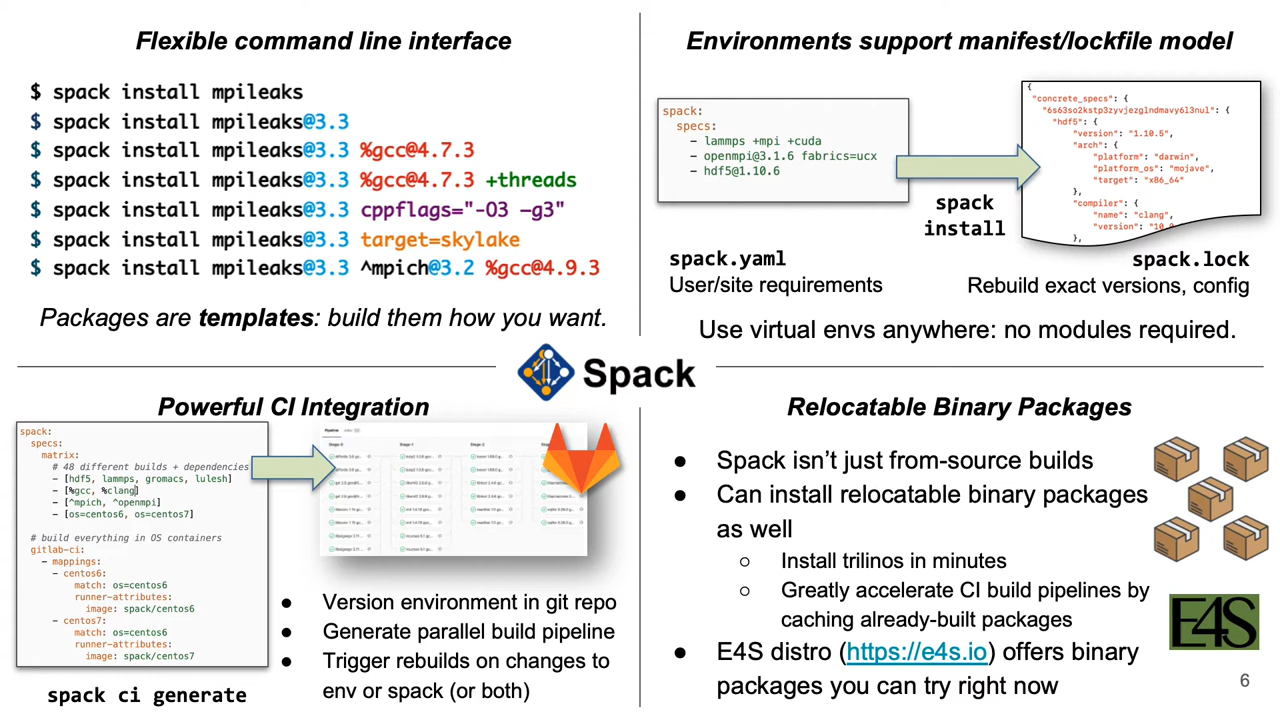 Flexible command line interface
$ spack install mpileaks
$ spack install mpileaks@3.3
$ spack install mpileaks@3.3 %gcc@4.7.3
$ spack install mpileaks@3.3 %gcc@4.7.3 +threads
$ spack install mpileaks@3.3 cppflags="-O3 –g3"
$ spack install mpileaks@3.3 target=skylake
$ spack install mpileaks@3.3 ^mpich@3.2 %gcc@4.9.3
Packages are templates: build them how you want.
Environments support manifest/lockfile model
spack:
specs:
- lammps +mpi +cuda
- openmpi@3.1.6 fabrics=ucx
- hdf5@1.10.6
spack
install
{
"concrete_specs": {
"6s63so2kstp3zyvjezglndmavy6l3nul": {
"hdf5": {
"version": "1.10.5",
"arch": {
"platform": "darwin",
"platform_os": "mojave",
"target": "x86_64"
},
"compiler": {
"name": "clang",
"version": "10.0
},
spack.yaml
User/site requirements
spack.lock
Rebuild exact versions, config
Use virtual envs anywhere: no modules required.
Spack
Powerful CI Integration
spack:
specs:
matrix:
# 48 different builds + dependencies
- [hdf5, lammps, gromacs, lulesh]
- [%gcc, %clang]
- [^mpich, ^openmpi]
- [os=centos6, os=centos7]
# build everything in OS containers
gitlab-ci:
- mappings:
- centos6:
match: os=centos6
runner-attributes:
image: spack/centos6
- centos7:
match: os=centos6
runner-attributes:
image: spack/centos7
spack ci generate
Pipeline
Stage-0 Stage-1 Stage-2
● Version environment in git repo
● Generate parallel build pipeline
● Trigger rebuilds on changes to
env or spack (or both)
Relocatable Binary Packages
● Spack isn’t just from-source builds
● Can install relocatable binary packages
as well
○ Install trilinos in minutes
○ Greatly accelerate CI build pipelines by
caching already-built packages
● E4S distro (https://e4s.io) offers binary
packages you can try right now
E4S
6